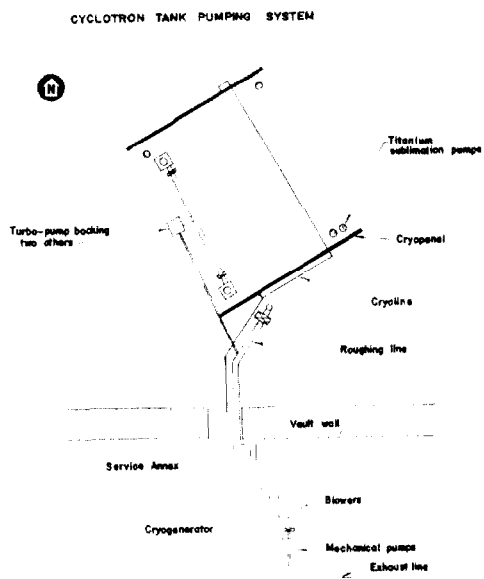 CYCLOTRON TANK PUMPING SYSTEM
N
Titanium
sublimation pumps
Turbo-pump backing
two others
Cryopanel
Cryoline
Roughing line
Vault wall
Service Annex
Blowers
Cryogenerator
Mechanical pumps
Exhaust line